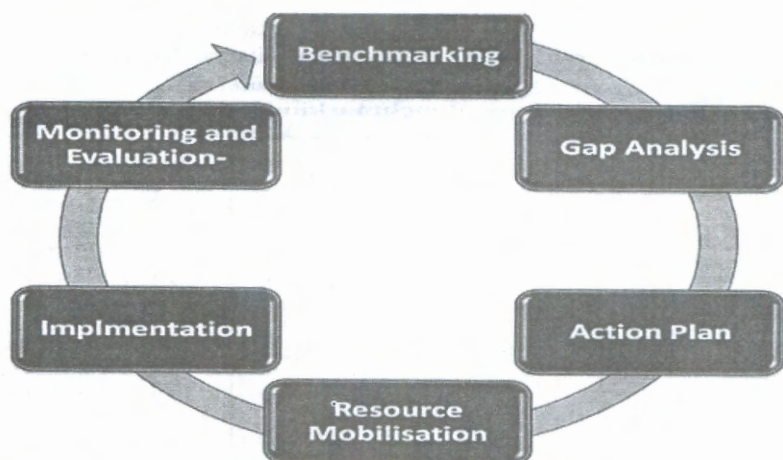 Benchmarking
Gap Analysis
Action Plan
Resource
Mobilisation
Implmentation
Monitoring and
Evaluation-